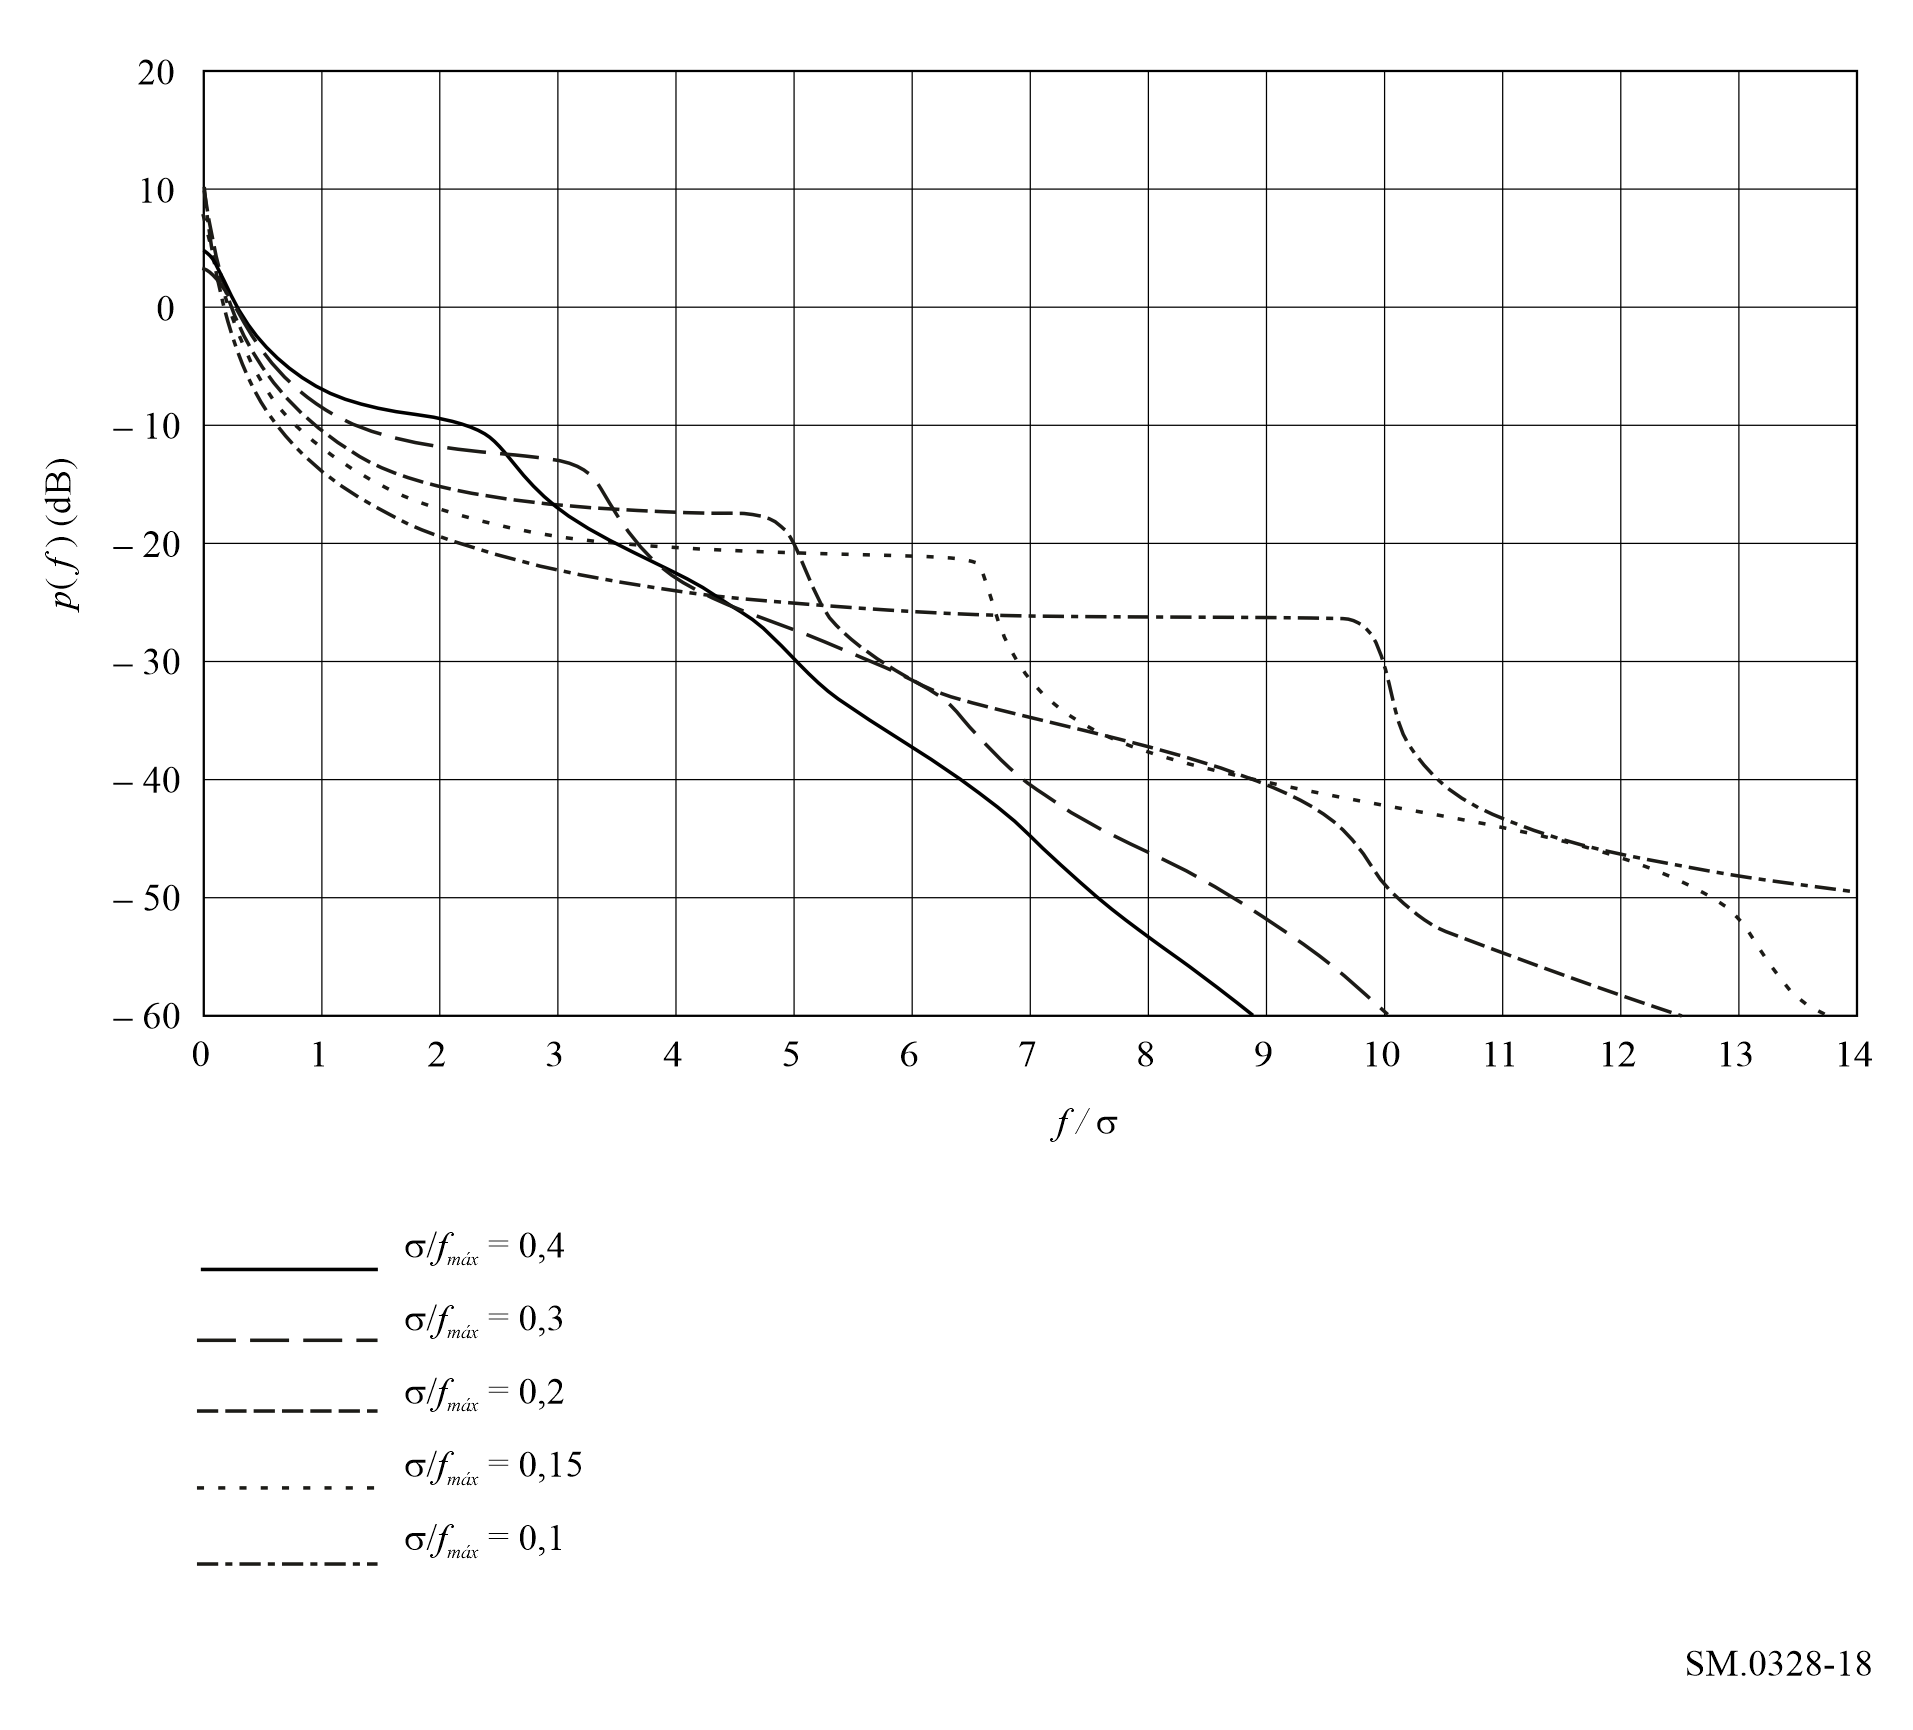 20
10
0
– 10
– 20
– 30
– 40
– 50
– 60
p( f ) (dB)
0 1 2 3 4 5 6 7 8 9 10 11 12 13 14
f / σ
σ/fmáx = 0,4
σ/fmáx = 0,3
σ/fmáx = 0,2
σ/fmáx = 0,15
σ/fmáx = 0,1
SM.0328-18